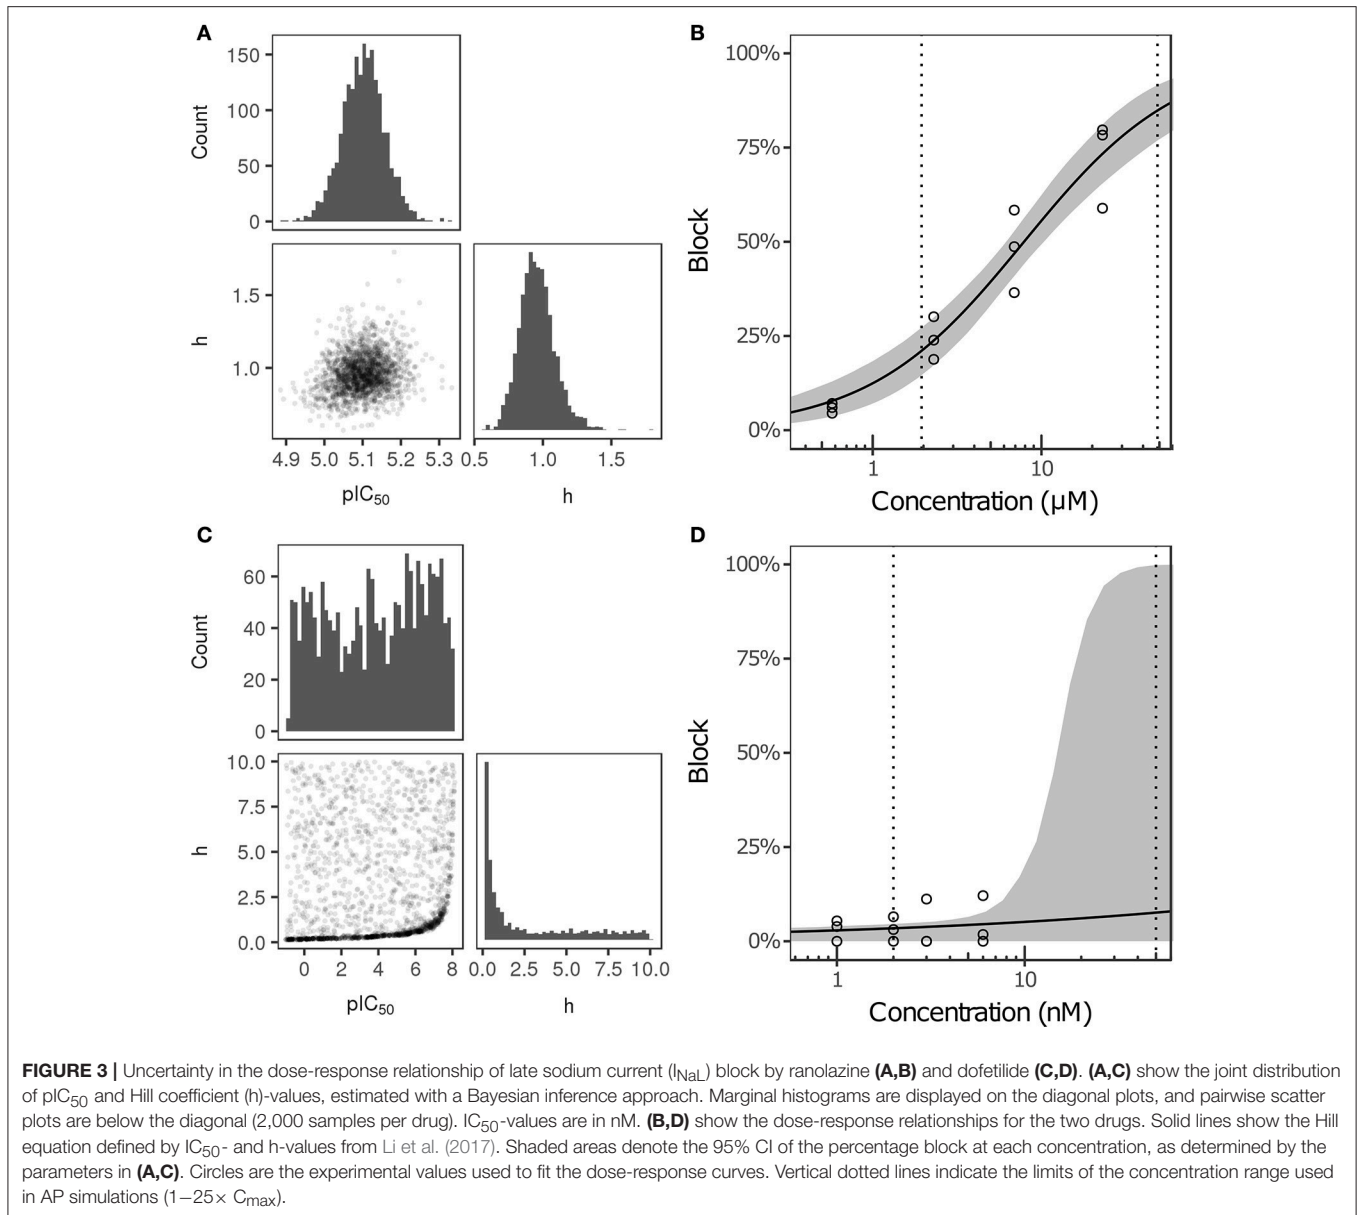 A
150
100
50
0
Count
1.5
1.0
h
4.9 5.0 5.1 5.2 5.3
pIC50
0.5 1.0 1.5
h
B
100%
75%
50%
25%
0%
Block
1 10
Concentration (µM)
C
60
40
20
0
Count
10.0
7.5
5.0
2.5
0.0
h
0 2 4 6 8
pIC50
0.0 2.5 5.0 7.5 10.0
h
D
100%
75%
50%
25%
0%
Block
1 10
Concentration (nM)
FIGURE 3 | Uncertainty in the dose-response relationship of late sodium current (INaL) block by ranolazine (A,B) and dofetilide (C,D). (A,C) show the joint distribution
of pIC50 and Hill coefficient (h)-values, estimated with a Bayesian inference approach. Marginal histograms are displayed on the diagonal plots, and pairwise scatter
plots are below the diagonal (2,000 samples per drug). IC50-values are in nM. (B,D) show the dose-response relationships for the two drugs. Solid lines show the Hill
equation defined by IC50- and h-values from Li et al. (2017). Shaded areas denote the 95% CI of the percentage block at each concentration, as determined by the
parameters in (A,C). Circles are the experimental values used to fit the dose-response curves. Vertical dotted lines indicate the limits of the concentration range used
in AP simulations (1–25× Cmax).